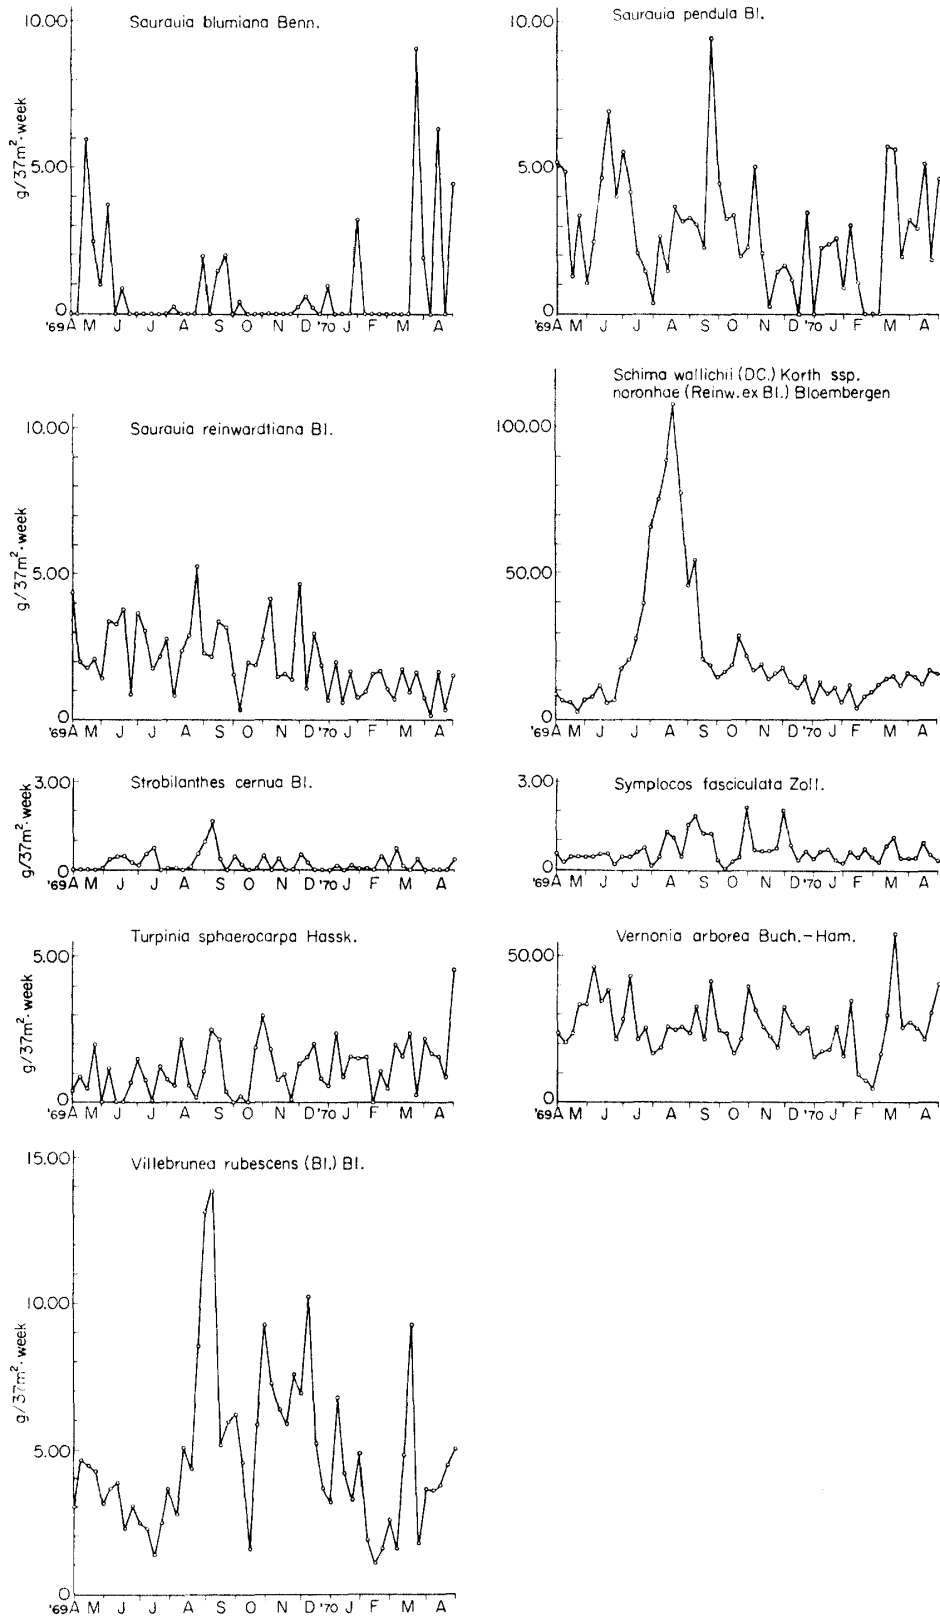 Saurauia blumiana Benn.
10.00
5.00
0
g/37m²·week
'69 A M J J A S O N D '70 J F M A
Saurauia pendula Bl.
10.00
5.00
0
'69 A M J J A S O N D '70 J F M A
Saurauia reinwardtiana Bl.
10.00
5.00
0
g/37m²·week
'69 A M J J A S O N D '70 J F M A
Schima wallichii (DC.) Korth ssp.
noronhae (Reinw. ex Bl.) Bloembergen
100.00
50.00
0
'69 A M J J A S O N D '70 J F M A
Strobilanthes cernua Bl.
3.00
0
g/37m²·week
'69 A M J J A S O N D '70 J F M A
Symplocos fasciculata Zoll.
3.00
0
'69 A M J J A S O N D '70 J F M A
Turpinia sphaerocarpa Hassk.
5.00
0
g/37m²·week
'69 A M J J A S O N D '70 J F M A
Vernonia arborea Buch.-Ham.
50.00
0
'69 A M J J A S O N D '70 J F M A
Villebrunea rubescens (Bl.) Bl.
15.00
10.00
5.00
0
g/37m²·week
'69 A M J J A S O N D '70 J F M A